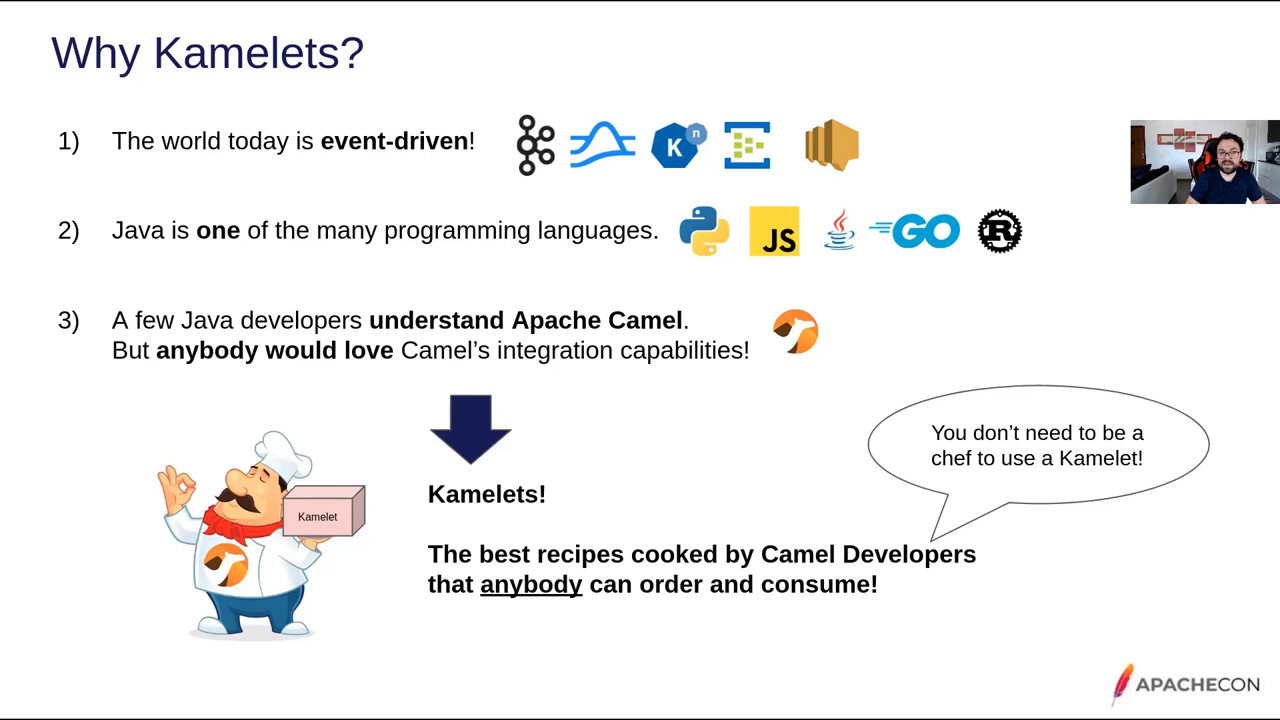 Why Kamelets?
1) The world today is event-driven!
K n
2) Java is one of the many programming languages.
JS
GO
R
3) A few Java developers understand Apache Camel.
But anybody would love Camel’s integration capabilities!
You don’t need to be a
chef to use a Kamelet!
Kamelets!
Kamelet
The best recipes cooked by Camel Developers
that anybody can order and consume!
APACHECON